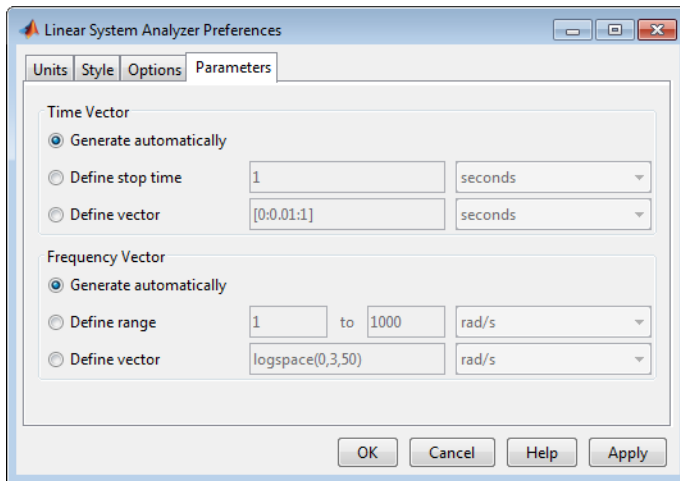 Linear System Analyzer Preferences
Units Style Options Parameters
Time Vector
Generate automatically
Define stop time 1 seconds
Define vector [0:0.01:1] seconds
Frequency Vector
Generate automatically
Define range 1 to 1000 rad/s
Define vector logspace(0,3,50) rad/s
OK Cancel Help Apply